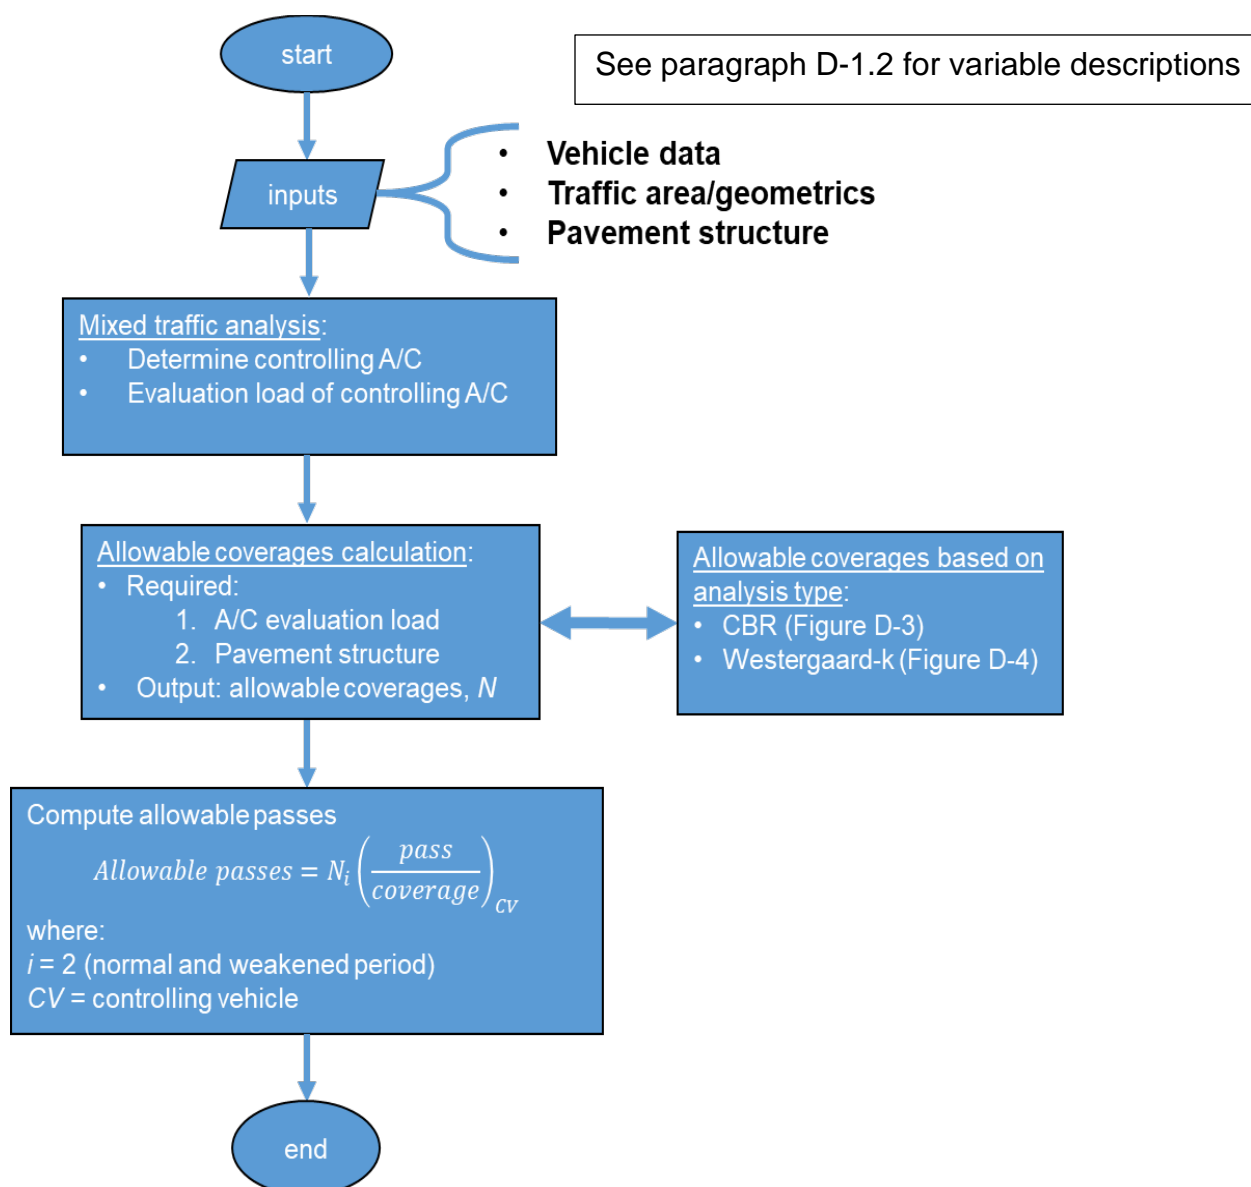 start
See paragraph D-1.2 for variable descriptions
inputs
• Vehicle data
• Traffic area/geometrics
• Pavement structure
Mixed traffic analysis:
• Determine controlling A/C
• Evaluation load of controlling A/C
Allowable coverages calculation:
• Required:
1. A/C evaluation load
2. Pavement structure
• Output: allowable coverages, N
Allowable coverages based on
analysis type:
• CBR (Figure D-3)
• Westergaard-k (Figure D-4)
Compute allowable passes
Allowable passes = N_i (pass/coverage)_CV
where:
i = 2 (normal and weakened period)
CV = controlling vehicle
end